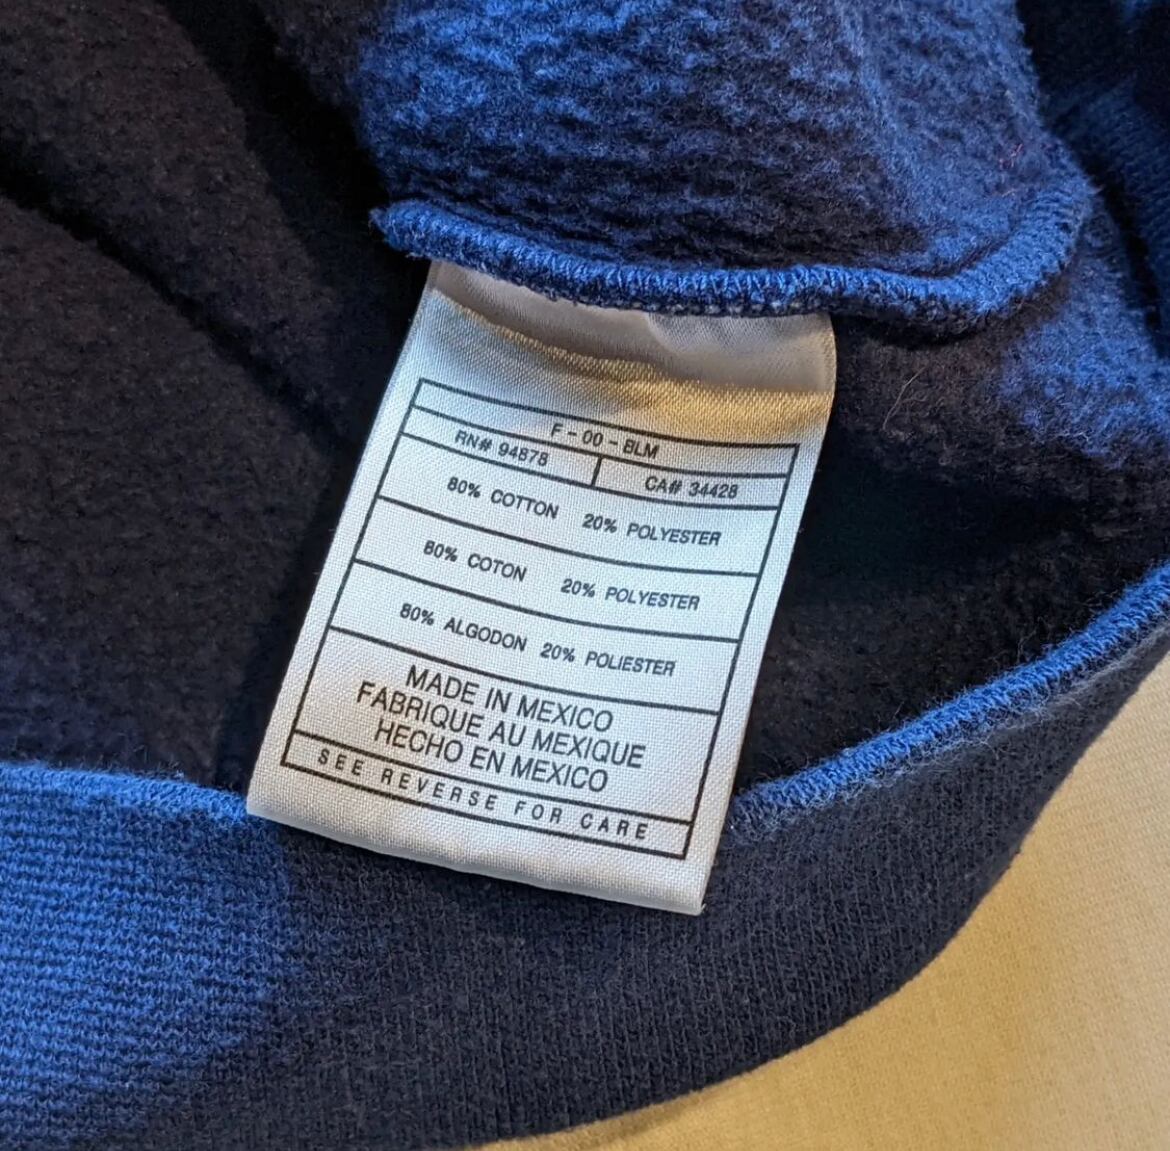 F - 00 - BLM
RN# 94878 CA# 34428
80% COTTON 20% POLYESTER
80% COTON 20% POLYESTER
80% ALGODON 20% POLIESTER
MADE IN MEXICO
FABRIQUE AU MEXIQUE
HECHO EN MEXICO
SEE REVERSE FOR CARE